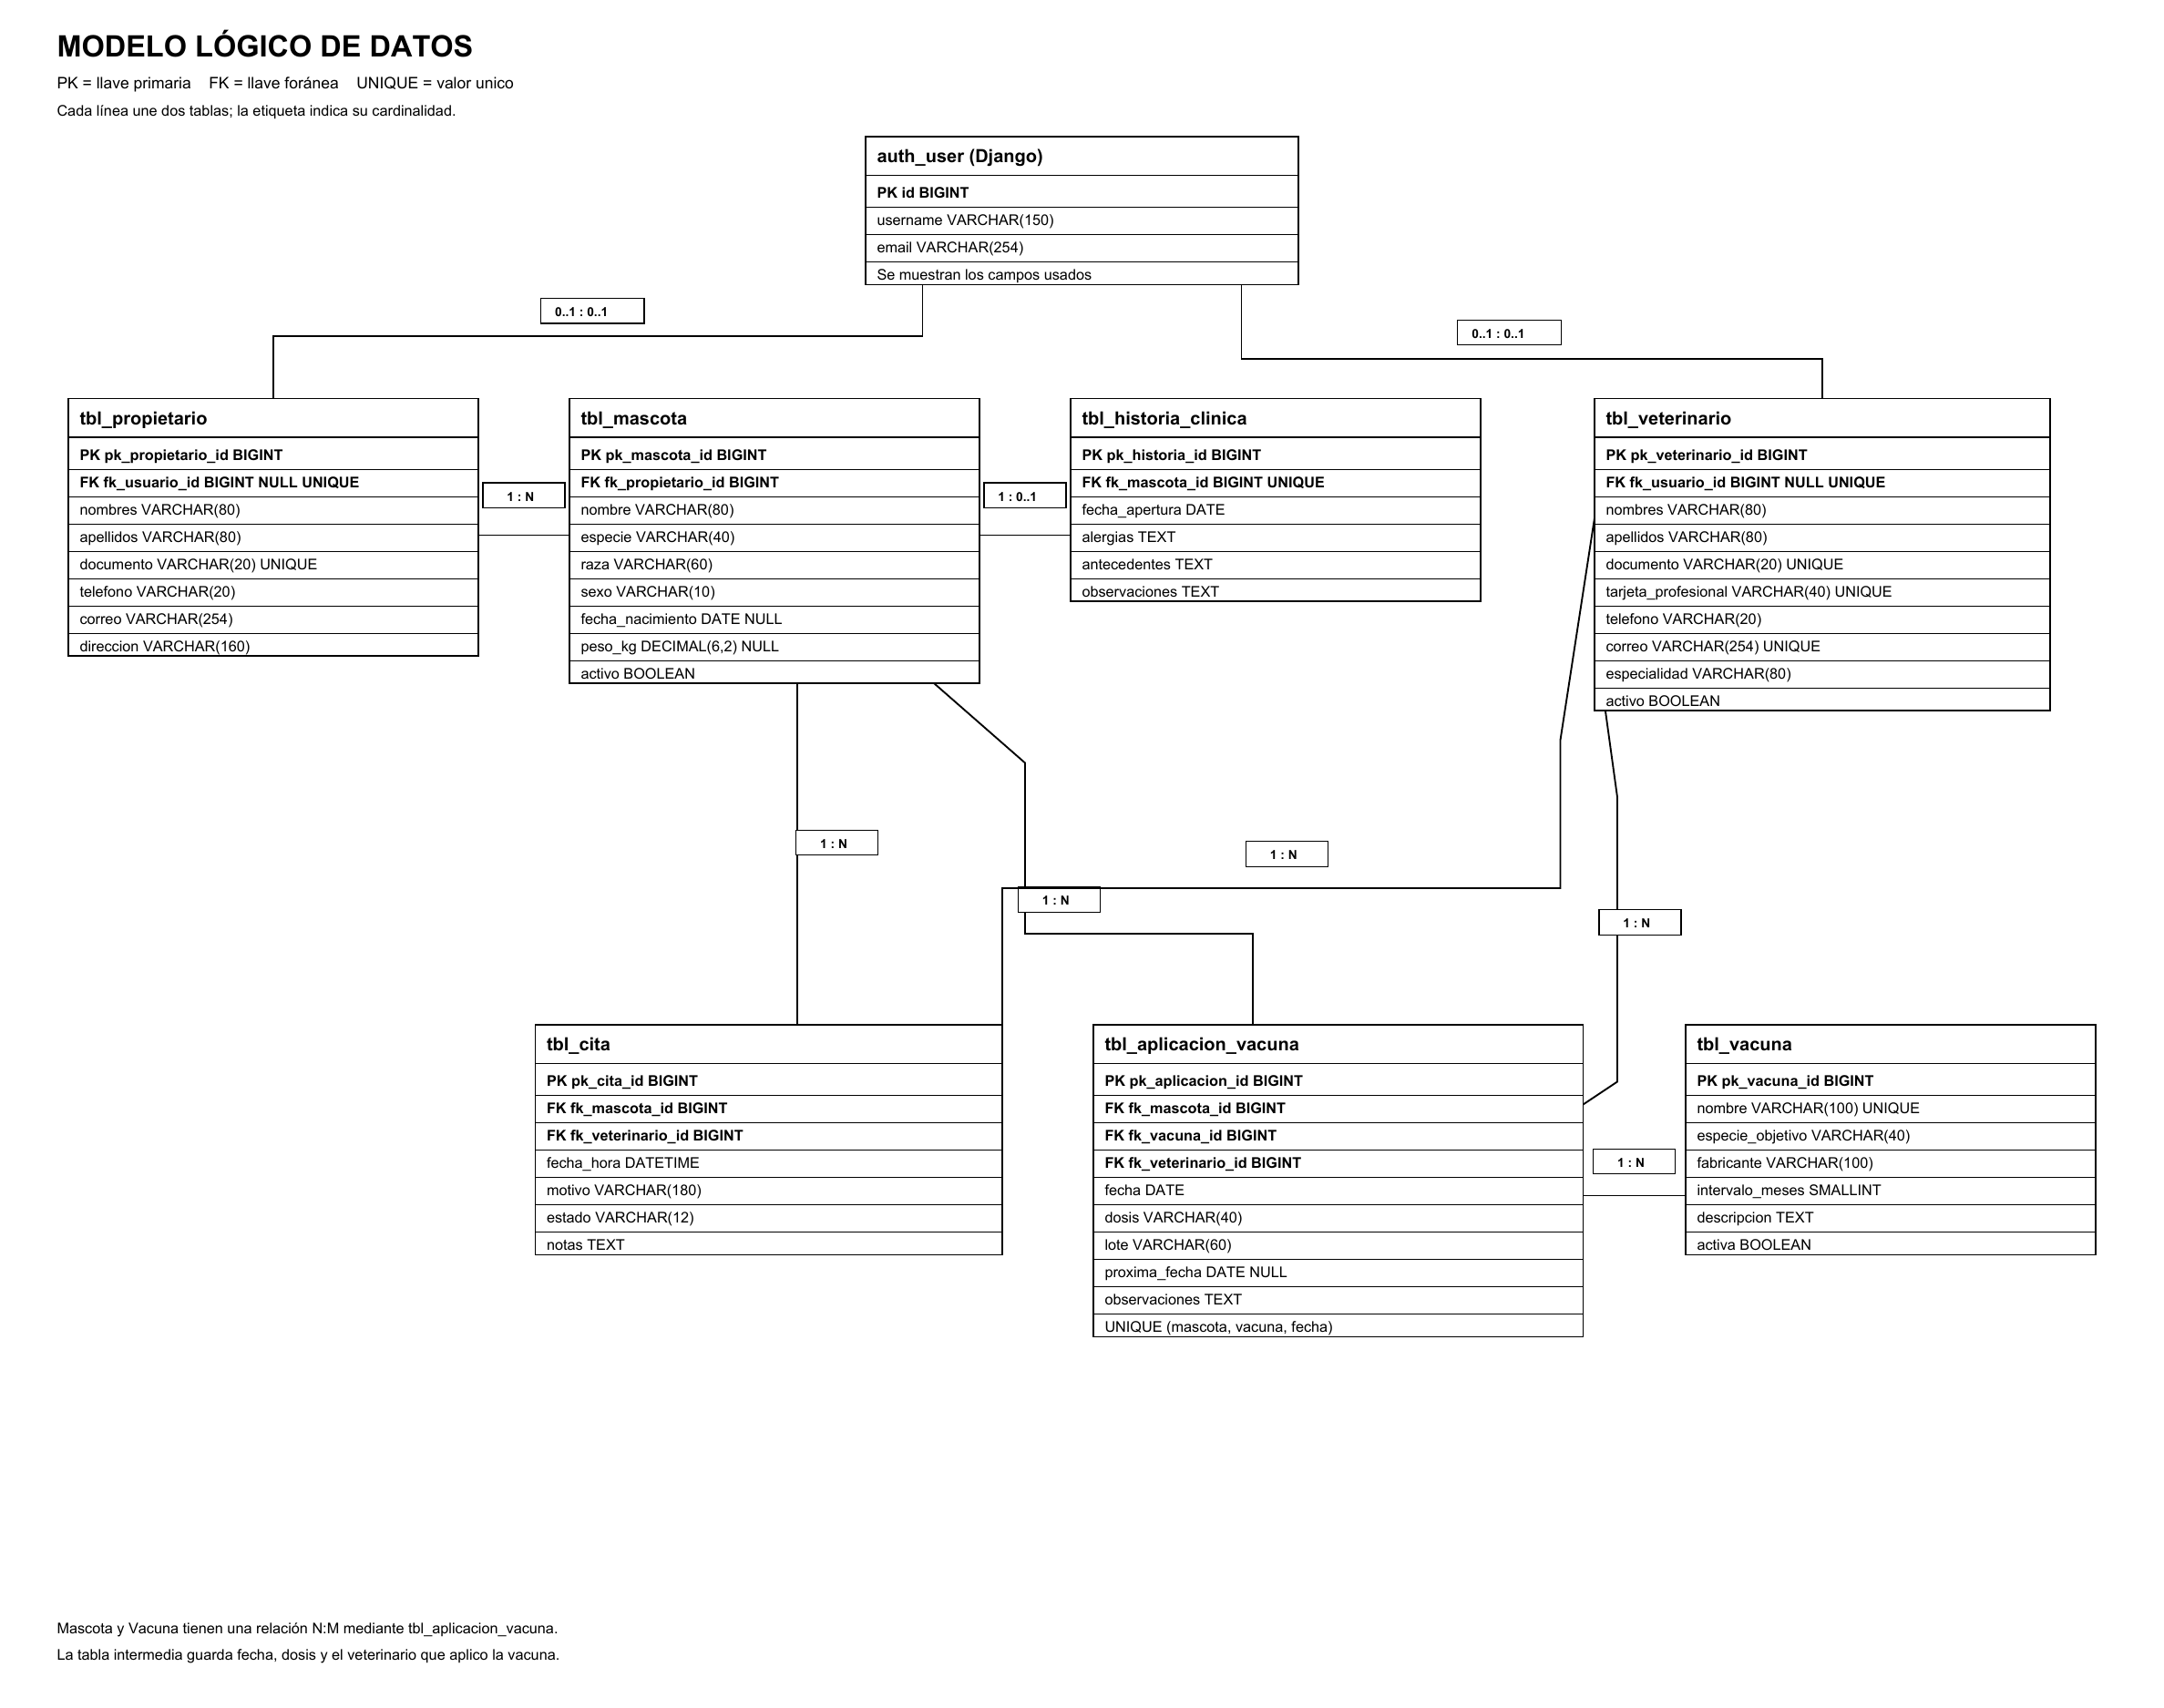 MODELO LÓGICO DE DATOS
PK = llave primaria    FK = llave foránea    UNIQUE = valor unico
Cada línea une dos tablas; la etiqueta indica su cardinalidad.
auth_user (Django)
PK id BIGINT
username VARCHAR(150)
email VARCHAR(254)
Se muestran los campos usados
0..1 : 0..1
0..1 : 0..1
tbl_propietario
PK pk_propietario_id BIGINT
FK fk_usuario_id BIGINT NULL UNIQUE
nombres VARCHAR(80)
apellidos VARCHAR(80)
documento VARCHAR(20) UNIQUE
telefono VARCHAR(20)
correo VARCHAR(254)
direccion VARCHAR(160)
1 : N
tbl_mascota
PK pk_mascota_id BIGINT
FK fk_propietario_id BIGINT
nombre VARCHAR(80)
especie VARCHAR(40)
raza VARCHAR(60)
sexo VARCHAR(10)
fecha_nacimiento DATE NULL
peso_kg DECIMAL(6,2) NULL
activo BOOLEAN
1 : 0..1
tbl_historia_clinica
PK pk_historia_id BIGINT
FK fk_mascota_id BIGINT UNIQUE
fecha_apertura DATE
alergias TEXT
antecedentes TEXT
observaciones TEXT
tbl_veterinario
PK pk_veterinario_id BIGINT
FK fk_usuario_id BIGINT NULL UNIQUE
nombres VARCHAR(80)
apellidos VARCHAR(80)
documento VARCHAR(20) UNIQUE
tarjeta_profesional VARCHAR(40) UNIQUE
telefono VARCHAR(20)
correo VARCHAR(254) UNIQUE
especialidad VARCHAR(80)
activo BOOLEAN
1 : N
1 : N
1 : N
1 : N
tbl_cita
PK pk_cita_id BIGINT
FK fk_mascota_id BIGINT
FK fk_veterinario_id BIGINT
fecha_hora DATETIME
motivo VARCHAR(180)
estado VARCHAR(12)
notas TEXT
tbl_aplicacion_vacuna
PK pk_aplicacion_id BIGINT
FK fk_mascota_id BIGINT
FK fk_vacuna_id BIGINT
FK fk_veterinario_id BIGINT
fecha DATE
dosis VARCHAR(40)
lote VARCHAR(60)
proxima_fecha DATE NULL
observaciones TEXT
UNIQUE (mascota, vacuna, fecha)
1 : N
tbl_vacuna
PK pk_vacuna_id BIGINT
nombre VARCHAR(100) UNIQUE
especie_objetivo VARCHAR(40)
fabricante VARCHAR(100)
intervalo_meses SMALLINT
descripcion TEXT
activa BOOLEAN
Mascota y Vacuna tienen una relación N:M mediante tbl_aplicacion_vacuna.
La tabla intermedia guarda fecha, dosis y el veterinario que aplico la vacuna.